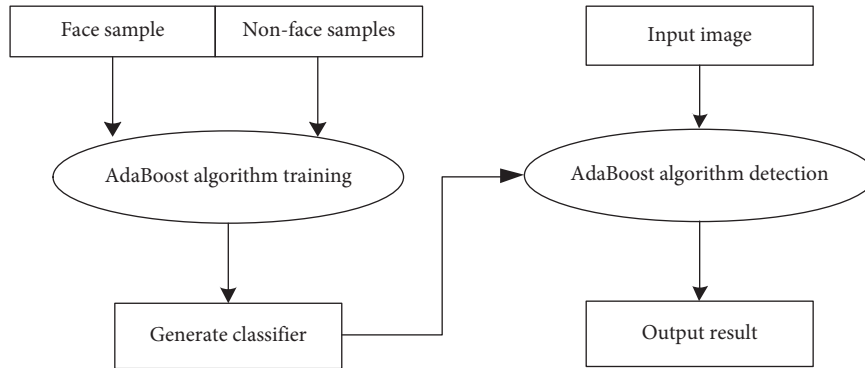 Face sample
Non-face samples
AdaBoost algorithm training
Generate classifier
Input image
AdaBoost algorithm detection
Output result